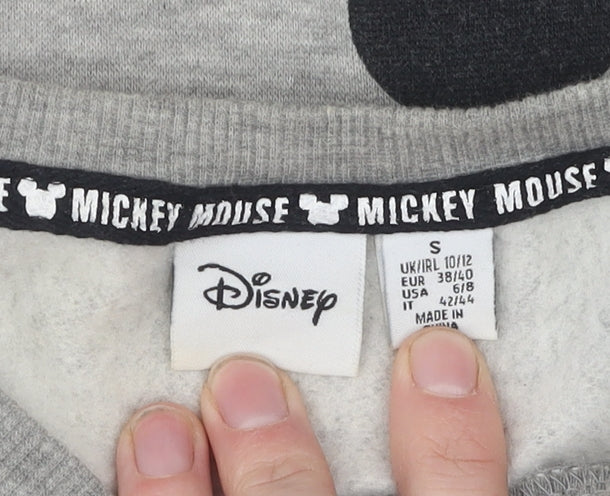 E MICKEY MOUSE MICKEY MOUSE
Disney
S
UK/IRL 10/12
EUR 38/40
USA 6/8
IT 42/44
MADE IN